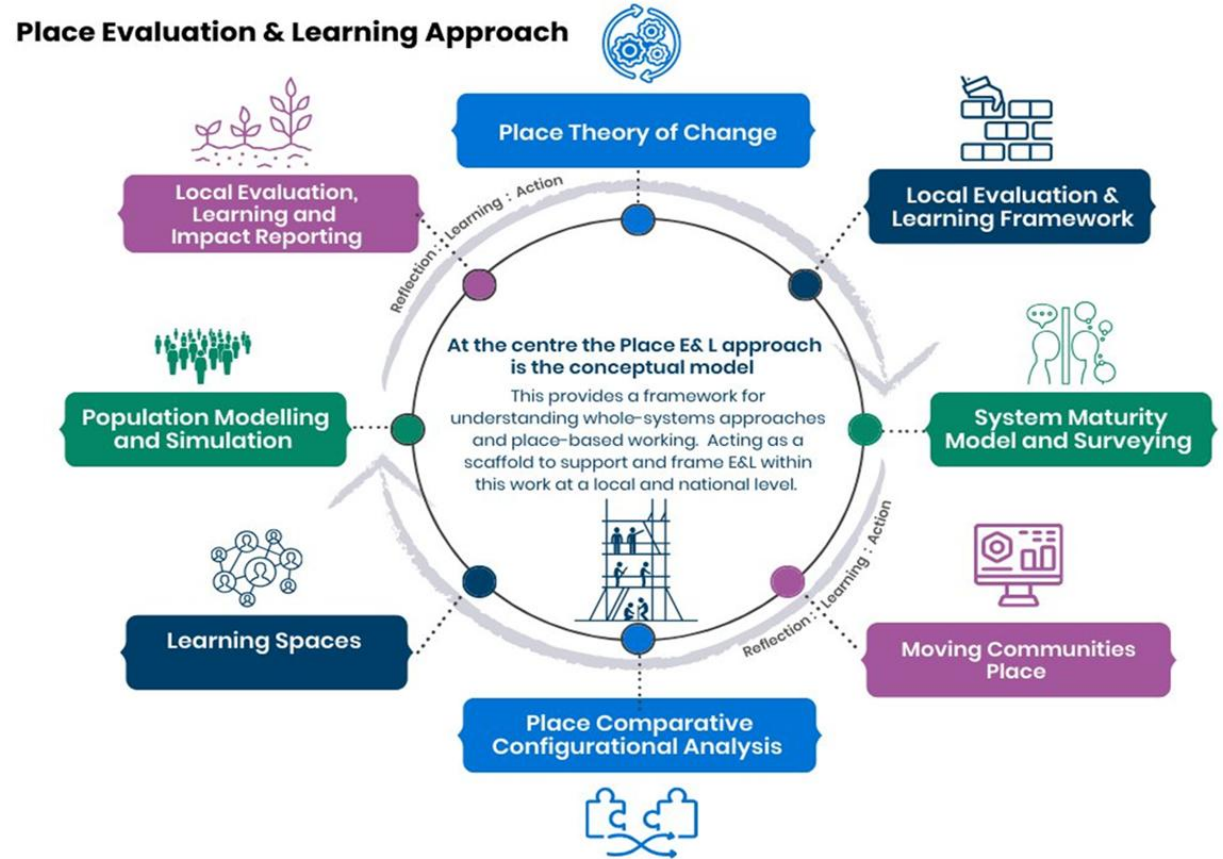 Place Evaluation & Learning Approach
Place Theory of Change
Local Evaluation &
Learning Framework
System Maturity
Model and Surveying
Moving Communities
Place
Place Comparative
Configurational Analysis
Learning Spaces
Population Modelling
and Simulation
Local Evaluation,
Learning and
Impact Reporting
Reflection : Learning : Action
Reflection : Learning : Action
At the centre the Place E& L approach
is the conceptual model
This provides a framework for
understanding whole-systems approaches
and place-based working. Acting as a
scaffold to support and frame E&L within
this work at a local and national level.